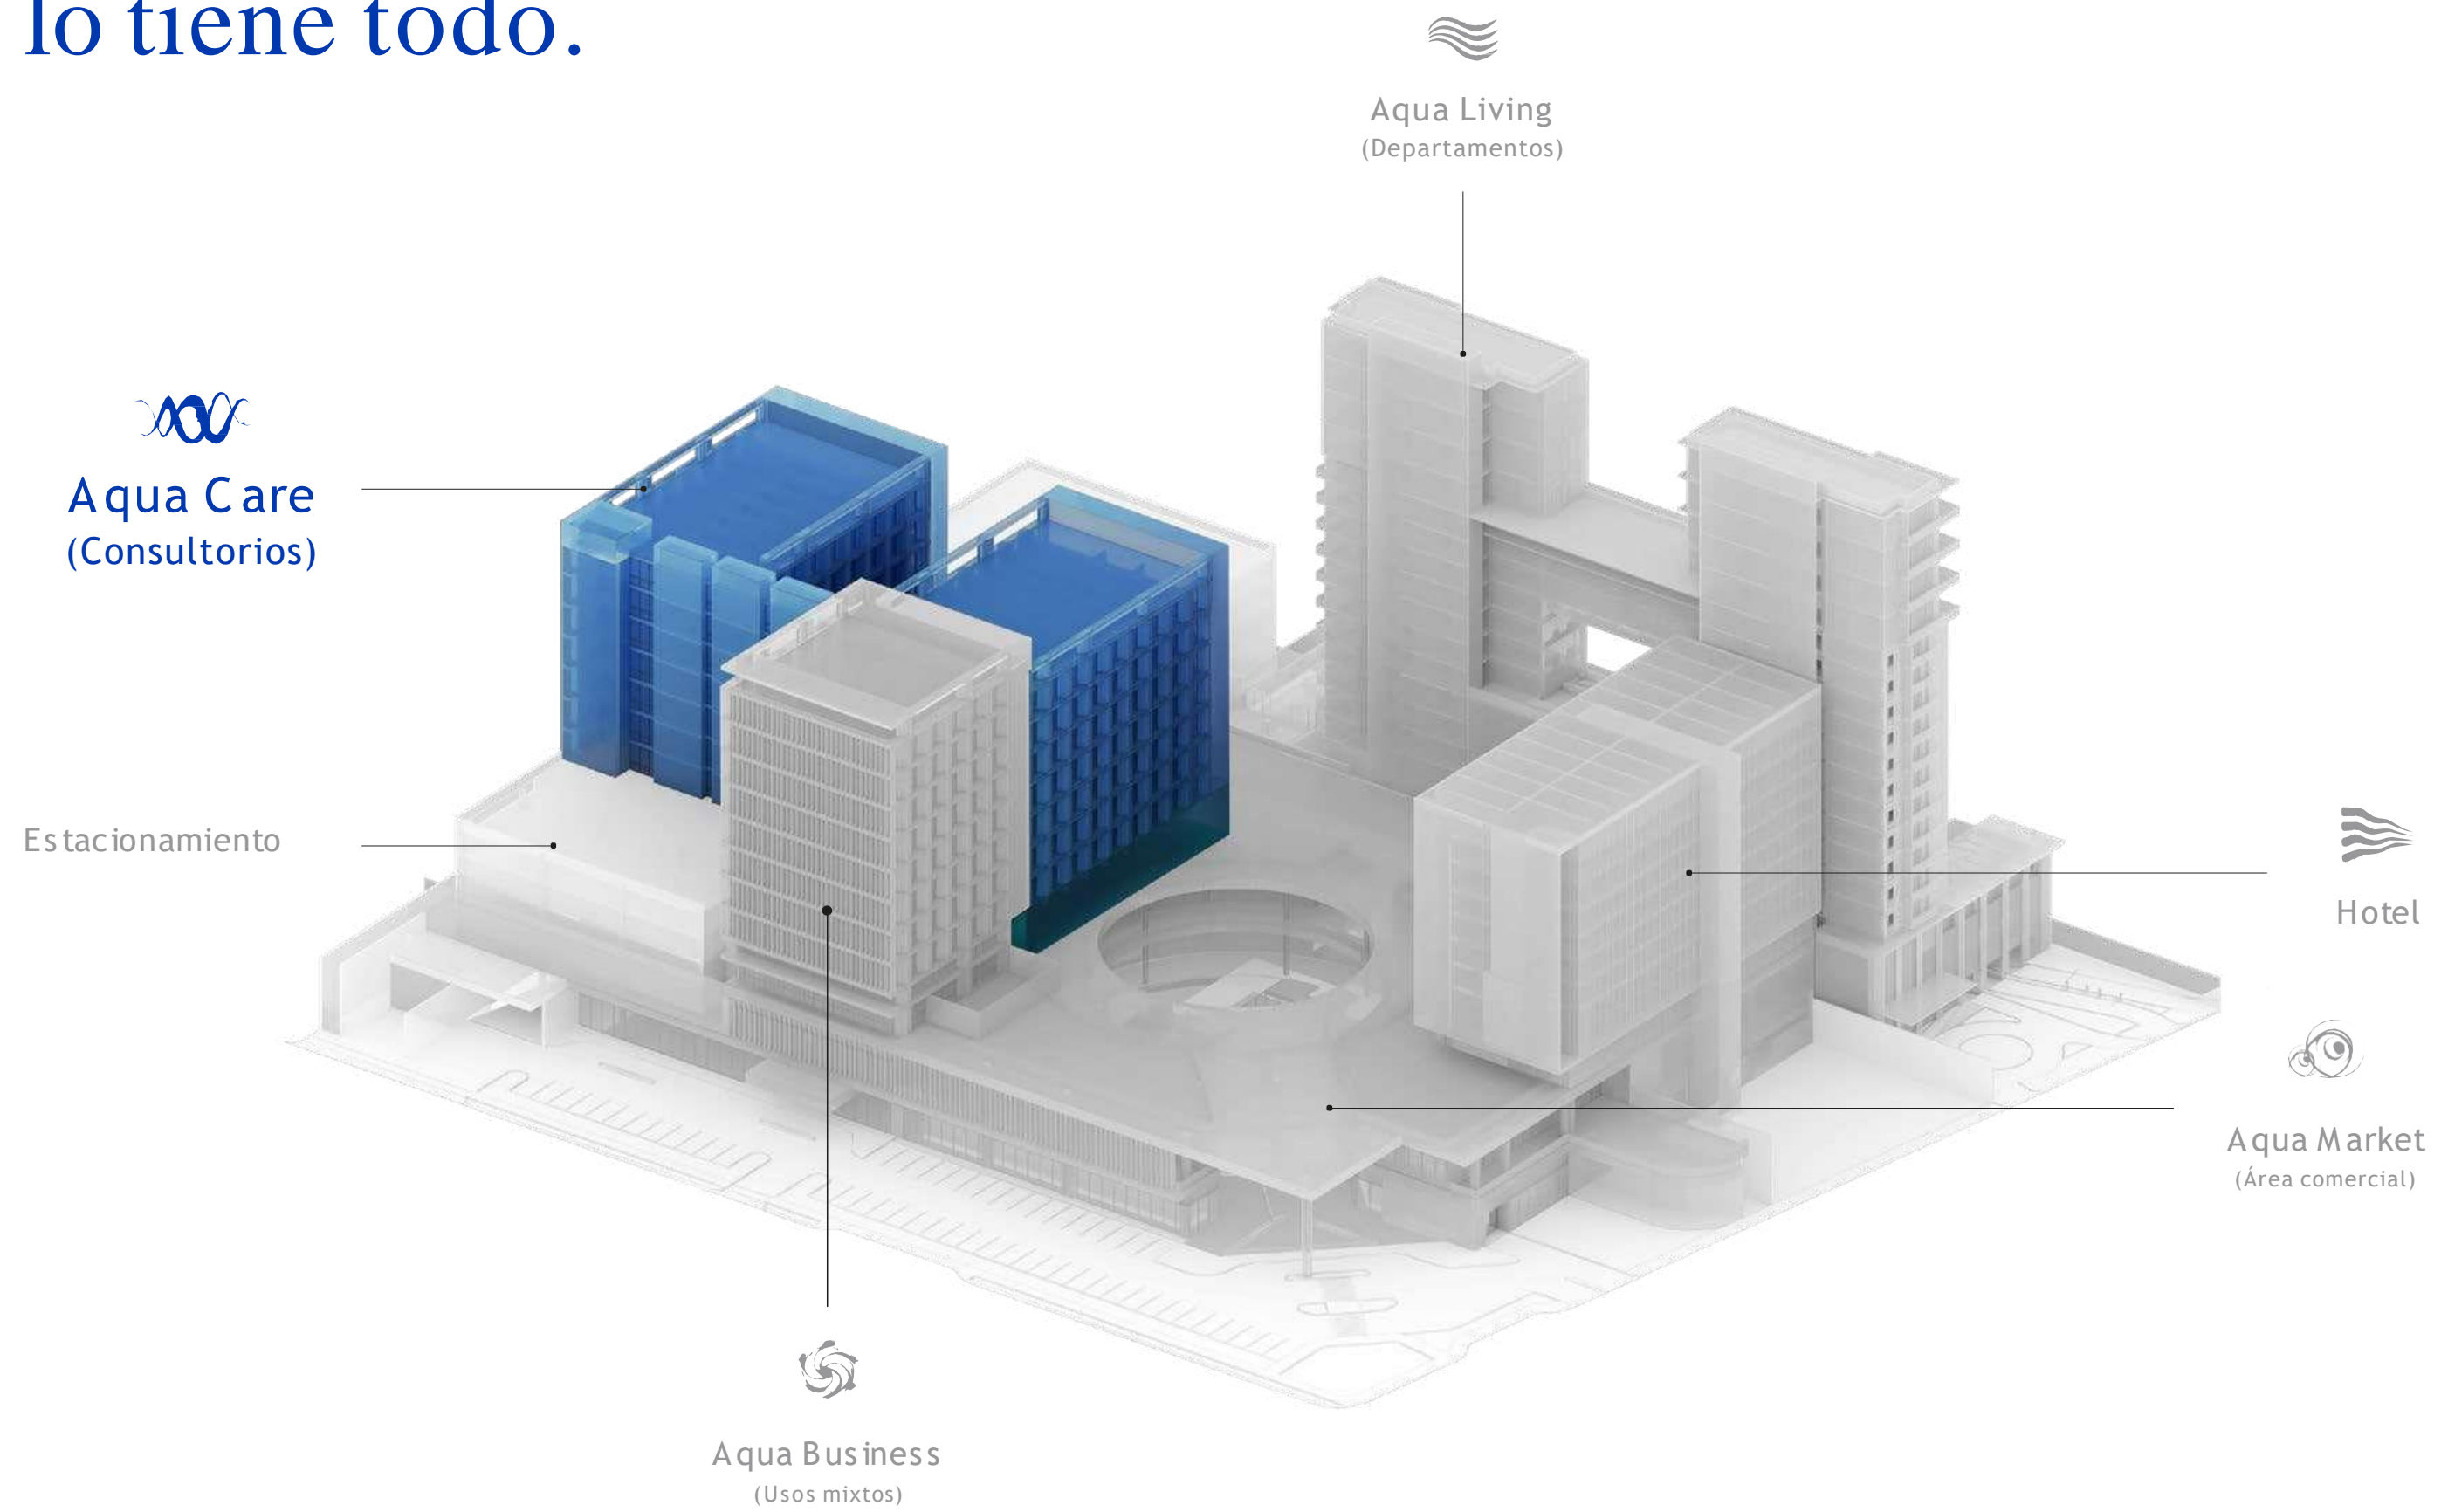 lo tiene todo.
Aqua Living
(Departamentos)
Aqua Care
(Consultorios)
Estacionamiento
Hotel
Aqua Market
(Área comercial)
Aqua Business
(Usos mixtos)